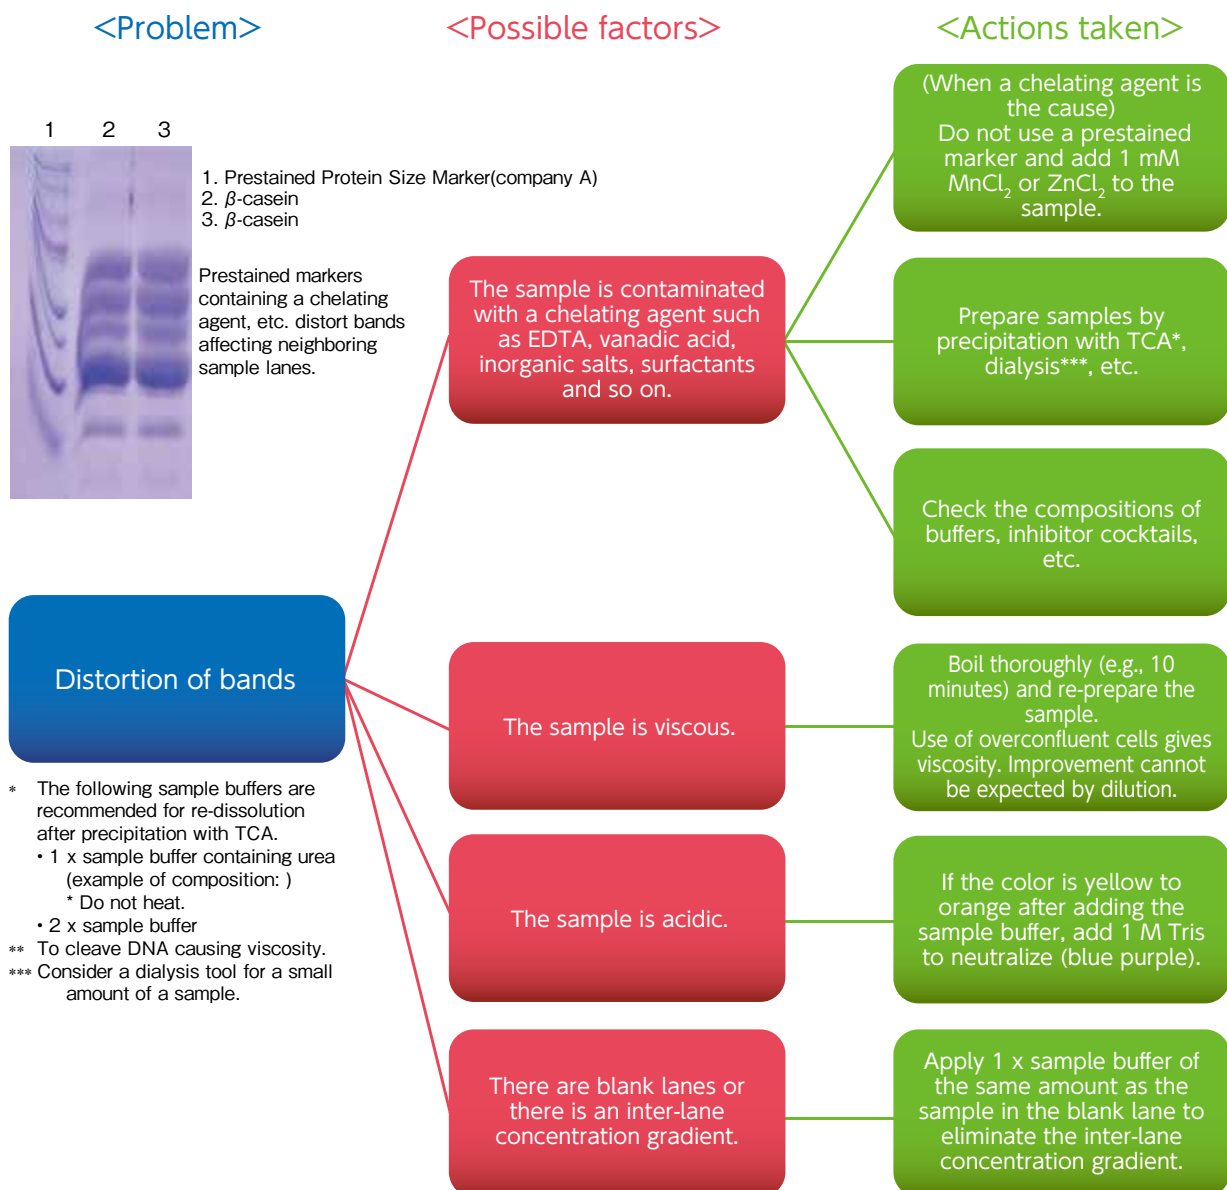 <Problem>
<Possible factors>
<Actions taken>
1 2 3
1. Prestained Protein Size Marker(company A)
2. β-casein
3. β-casein
Prestained markers
containing a chelating
agent, etc. distort bands
affecting neighboring
sample lanes.
Distortion of bands
* The following sample buffers are
recommended for re-dissolution
after precipitation with TCA.
• 1 x sample buffer containing urea
(example of composition: )
* Do not heat.
• 2 x sample buffer
** To cleave DNA causing viscosity.
*** Consider a dialysis tool for a small
amount of a sample.
The sample is contaminated
with a chelating agent such
as EDTA, vanadic acid,
inorganic salts, surfactants
and so on.
The sample is viscous.
The sample is acidic.
There are blank lanes or
there is an inter-lane
concentration gradient.
(When a chelating agent is
the cause)
Do not use a prestained
marker and add 1 mM
MnCl₂ or ZnCl₂ to the
sample.
Prepare samples by
precipitation with TCA*,
dialysis***, etc.
Check the compositions of
buffers, inhibitor cocktails,
etc.
Boil thoroughly (e.g., 10
minutes) and re-prepare the
sample.
Use of overconfluent cells gives
viscosity. Improvement cannot
be expected by dilution.
If the color is yellow to
orange after adding the
sample buffer, add 1 M Tris
to neutralize (blue purple).
Apply 1 x sample buffer of
the same amount as the
sample in the blank lane to
eliminate the inter-lane
concentration gradient.